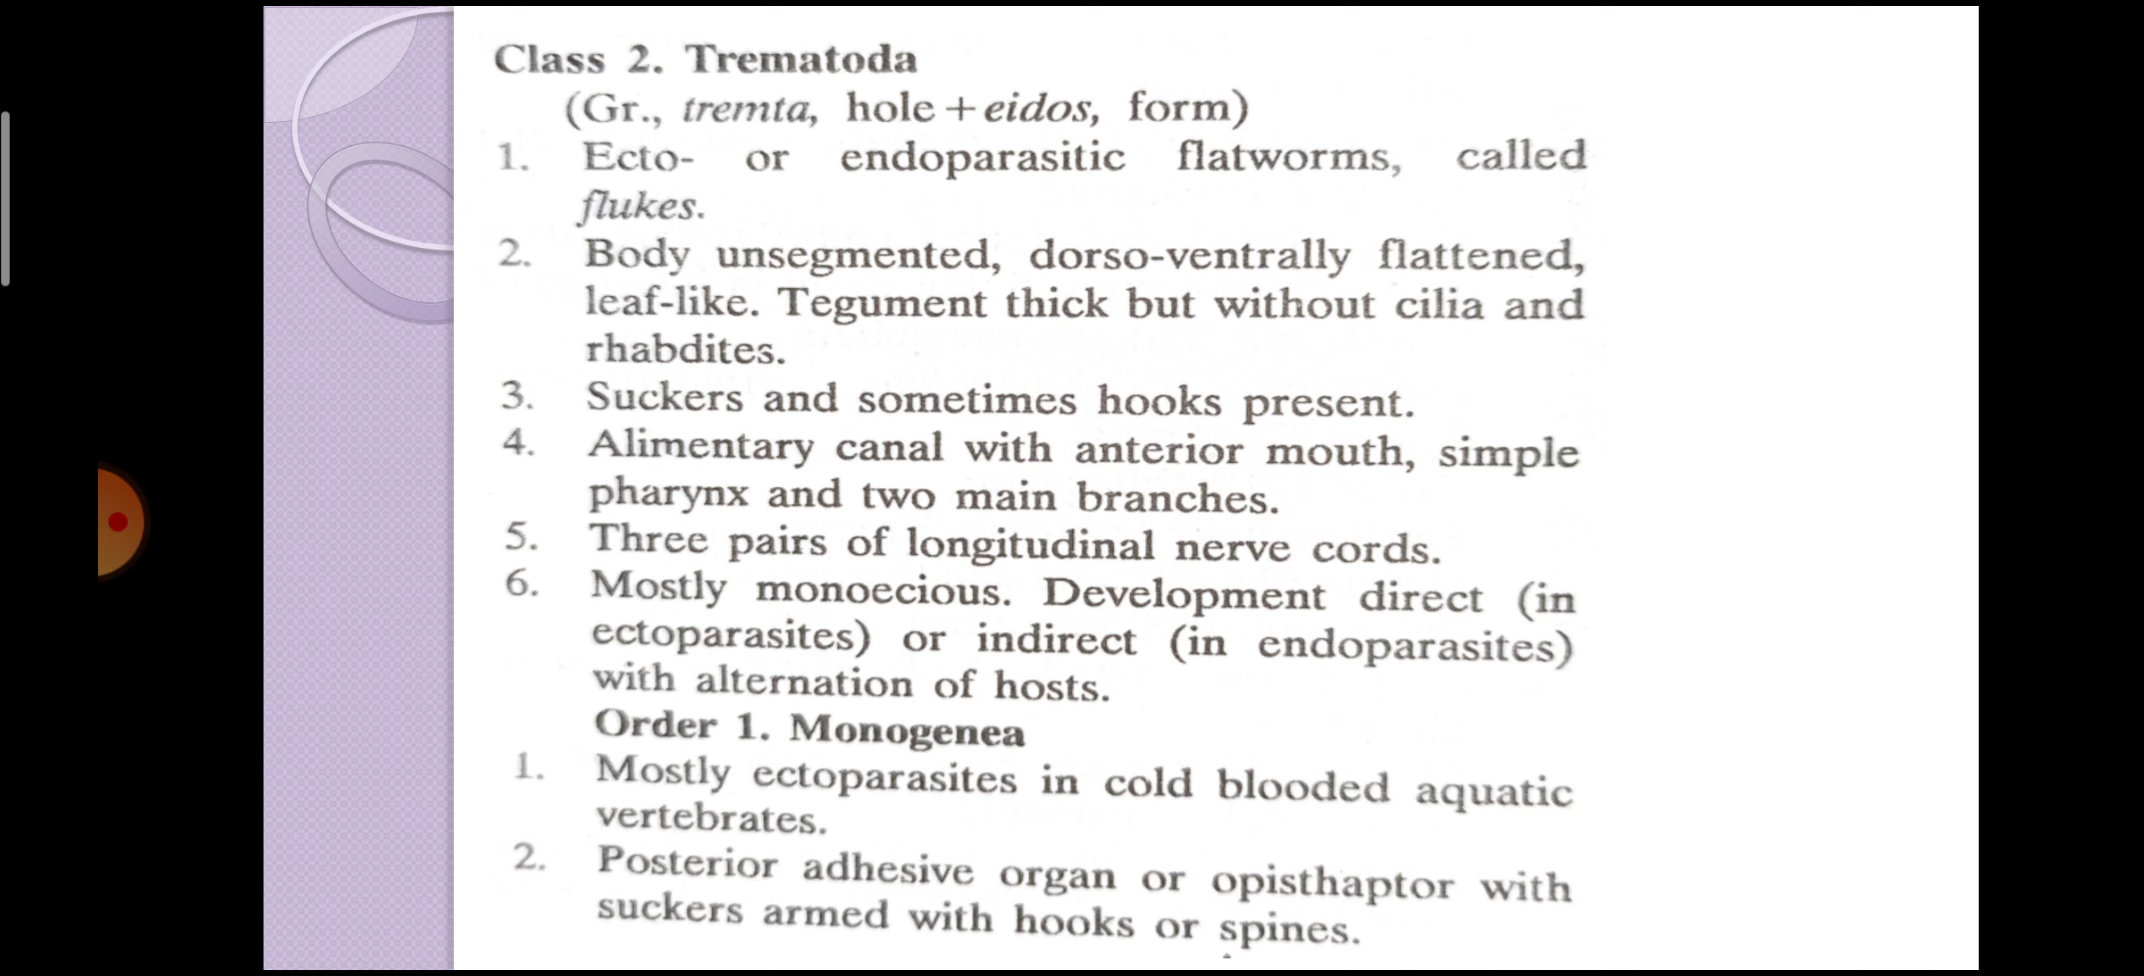 Class 2. Trematoda
(Gr., tremta, hole + eidos, form)
1. Ecto- or endoparasitic flatworms, called
flukes.
2. Body unsegmented, dorso-ventrally flattened,
leaf-like. Tegument thick but without cilia and
rhabdites.
3. Suckers and sometimes hooks present.
4. Alimentary canal with anterior mouth, simple
pharynx and two main branches.
5. Three pairs of longitudinal nerve cords.
6. Mostly monoecious. Development direct (in
ectoparasites) or indirect (in endoparasites)
with alternation of hosts.
Order 1. Monogenea
1. Mostly ectoparasites in cold blooded aquatic
vertebrates.
2. Posterior adhesive organ or opisthaptor with
suckers armed with hooks or spines.